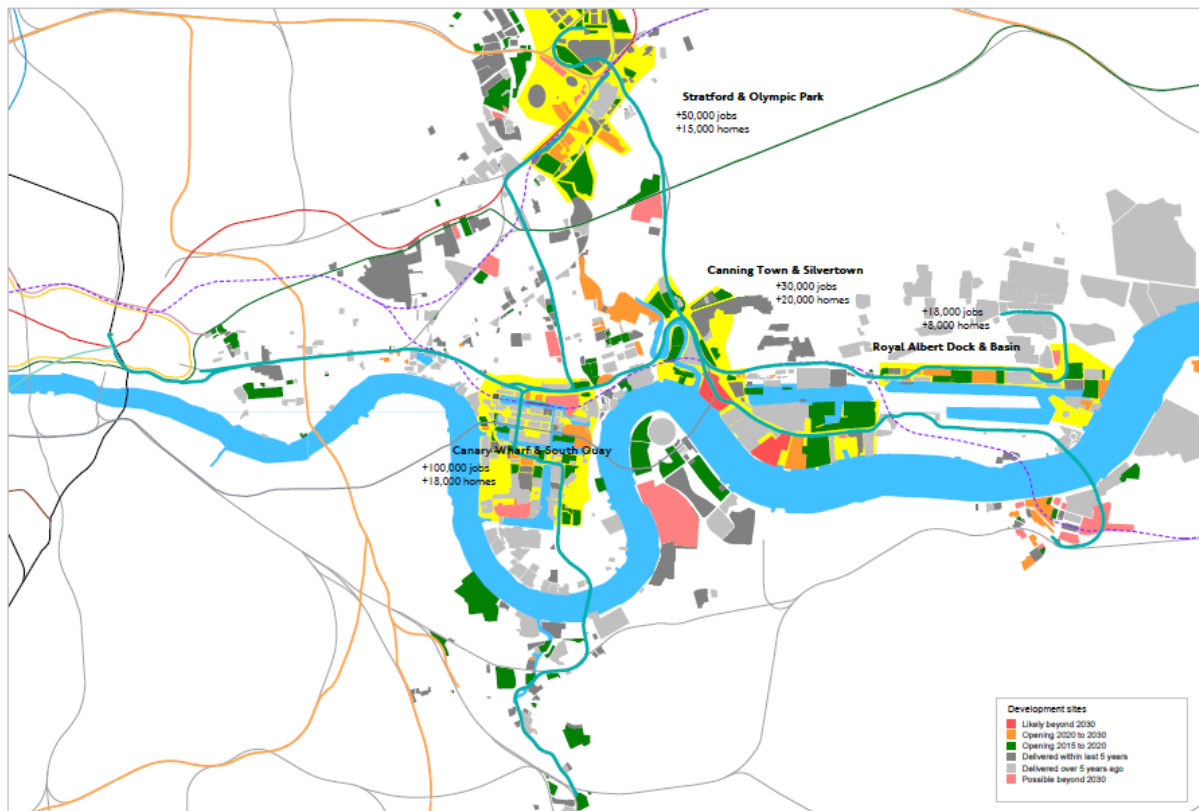 Stratford & Olympic Park
+50,000 jobs
+15,000 homes
Canning Town & Silvertown
+30,000 jobs
+20,000 homes
+18,000 jobs
+8,000 homes
Royal Albert Dock & Basin
Canary Wharf & South Quay
+100,000 jobs
+18,000 homes
Development sites
Likely beyond 2030
Opening 2020 to 2030
Opening 2015 to 2020
Delivered within last 5 years
Delivered over 5 years ago
Possible beyond 2030